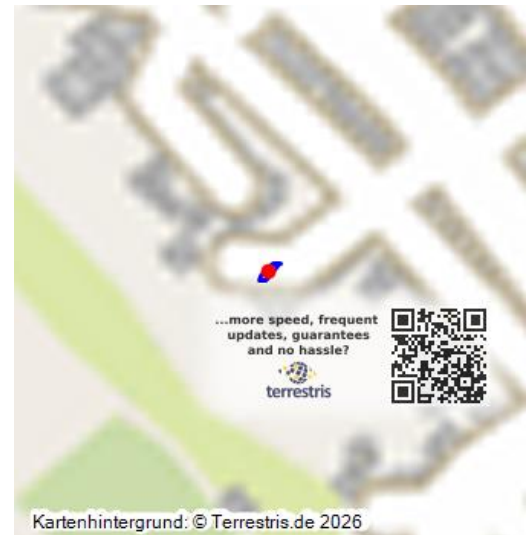 ...more speed, frequent
updates, guarantees
and no hassle?
terrestris
Kartenhintergrund: © Terrestris.de 2026